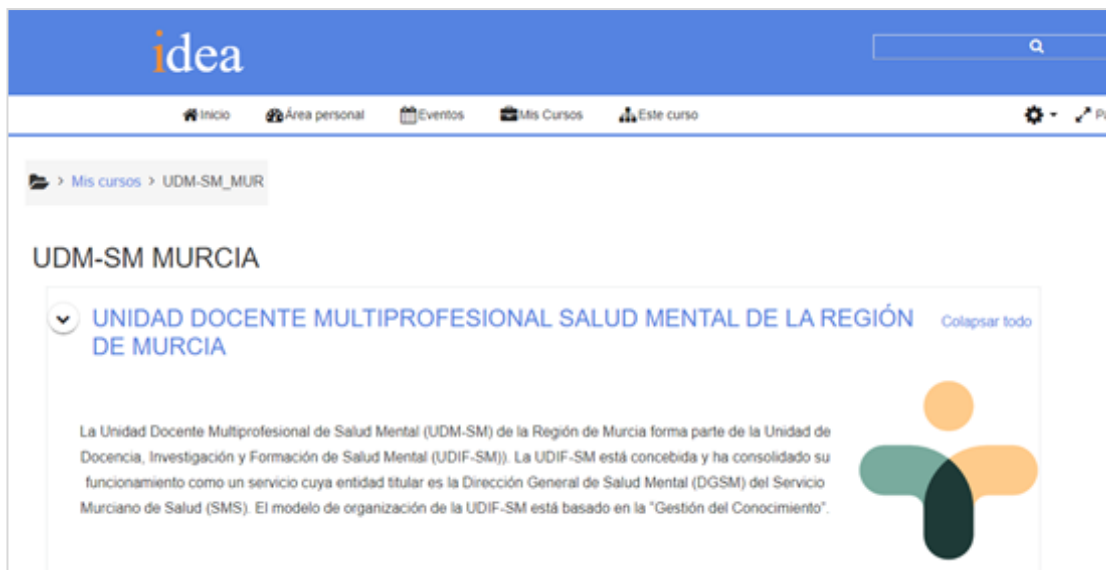 idea
Inicio Área personal Eventos Mis Cursos Este curso
> Mis cursos > UDM-SM_MUR
UDM-SM MURCIA
UNIDAD DOCENTE MULTIPROFESIONAL SALUD MENTAL DE LA REGIÓN
DE MURCIA
Colapsar todo
La Unidad Docente Multiprofesional de Salud Mental (UDM-SM) de la Región de Murcia forma parte de la Unidad de
Docencia, Investigación y Formación de Salud Mental (UDIF-SM)). La UDIF-SM está concebida y ha consolidado su
funcionamiento como un servicio cuya entidad titular es la Dirección General de Salud Mental (DGSM) del Servicio
Murciano de Salud (SMS). El modelo de organización de la UDIF-SM está basado en la "Gestión del Conocimiento".